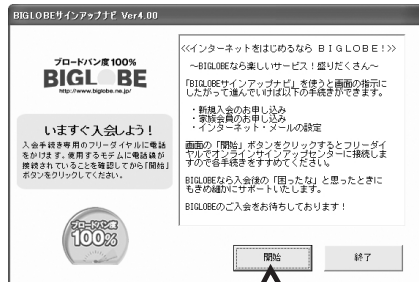 BIGLOBEサインアップナビ Ver4.00
ブロードバン度100%
BIGLOBE
http://www.biglobe.ne.jp/
いますぐ入会しよう!
入会手続き専用のフリーダイヤルに電話
をかけます。使用するモデムに電話線が
接続されていることを確認してから「開始」
ボタンをクリックしてください。
ブロードバン度
100%
<<インターネットをはじめるなら BIGLOBE!>>
~BIGLOBEなら楽しいサービス!盛りだくさん~
「BIGLOBEサインアップナビ」を使うと画面の指示に
したがって進んでいけば以下の手続きができます。
・新規入会のお申し込み
・家族会員のお申し込み
・インターネット・メールの設定
画面の「開始」ボタンをクリックするとフリーダイ
ヤルでオンラインサインアップセンターに接続しま
すので各手続きをすすめてください。
BIGLOBEなら入会後の「困ったな」と思ったときに
もきめ細かにサポートいたします。
BIGLOBEのご入会をお待ちしております!
開始
終了